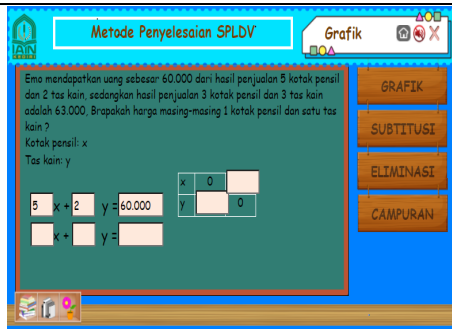 Metode Penyelesaian SPLDV
Grafik
IAIN
KEDIRI
Emo mendapatkan uang sebesar 60.000 dari hasil penjualan 5 kotak pensil
dan 2 tas kain, sedangkan hasil penjualan 3 kotak pensil dan 3 tas kain
adalah 63.000, Brapakah harga masing-masing 1 kotak pensil dan satu tas
kain ?
Kotak pensil: x
Tas kain: y
x 0
y 0
5 x + 2 y = 60.000
x + y =
GRAFIK
SUBTITUSI
ELIMINASI
CAMPURAN